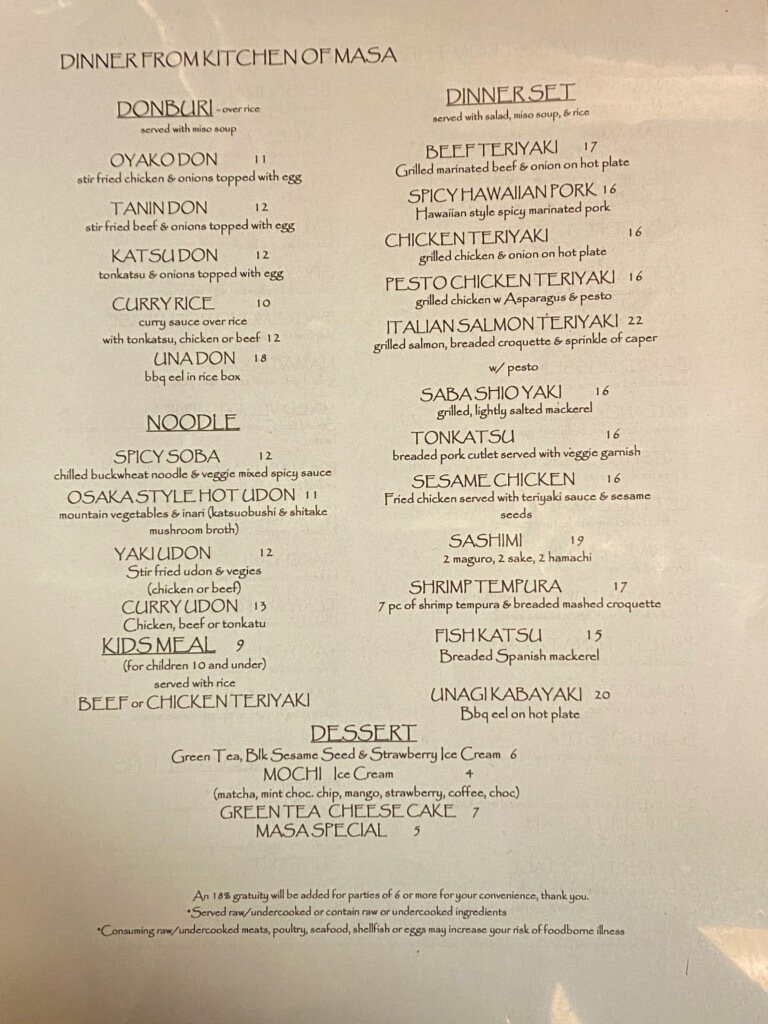 DINNER FROM KITCHEN OF MASA
DONBURI - over rice
served with miso soup
OYAKO DON 11
stir fried chicken & onions topped with egg
TANIN DON 12
stir fried beef & onions topped with egg
KATSU DON 12
tonkatsu & onions topped with egg
CURRY RICE 10
curry sauce over rice
with tonkatsu, chicken or beef 12
UNA DON 18
bbq eel in rice box
NOODLE
SPICY SOBA 12
chilled buckwheat noodle & veggie mixed spicy sauce
OSAKA STYLE HOT UDON 11
mountain vegetables & inari (katsuobushi & shitake
mushroom broth)
YAKI UDON 12
Stir fried udon & vegies
(chicken or beef)
CURRY UDON 13
Chicken, beef or tonkatu
KIDS MEAL 9
(for children 10 and under)
served with rice
BEEF or CHICKEN TERIYAKI
DINNER SET
served with salad, miso soup, & rice
BEEF TERIYAKI 17
Grilled marinated beef & onion on hot plate
SPICY HAWAIIAN PORK 16
Hawaiian style spicy marinated pork
CHICKEN TERIYAKI 16
grilled chicken & onion on hot plate
PESTO CHICKEN TERIYAKI 16
grilled chicken w Asparagus & pesto
ITALIAN SALMON TERIYAKI 22
grilled salmon, breaded croquette & sprinkle of caper
w/ pesto
SABA SHIO YAKI 16
grilled, lightly salted mackerel
TONKATSU 16
breaded pork cutlet served with veggie garnish
SESAME CHICKEN 16
Fried chicken served with teriyaki sauce & sesame
seeds
SASHIMI 19
2 maguro, 2 sake, 2 hamachi
SHRIMP TEMPURA 17
7 pc of shrimp tempura & breaded mashed croquette
FISH KATSU 15
Breaded Spanish mackerel
UNAGI KABAYAKI 20
Bbq eel on hot plate
DESSERT
Green Tea, Blk Sesame Seed & Strawberry Ice Cream 6
MOCHI Ice Cream 4
(matcha, mint choc. chip, mango, strawberry, coffee, choc)
GREEN TEA CHEESE CAKE 7
MASA SPECIAL 5
An 18% gratuity will be added for parties of 6 or more for your convenience, thank you.
*Served raw/undercooked or contain raw or undercooked ingredients
*Consuming raw/undercooked meats, poultry, seafood, shellfish or eggs may increase your risk of foodborne illness